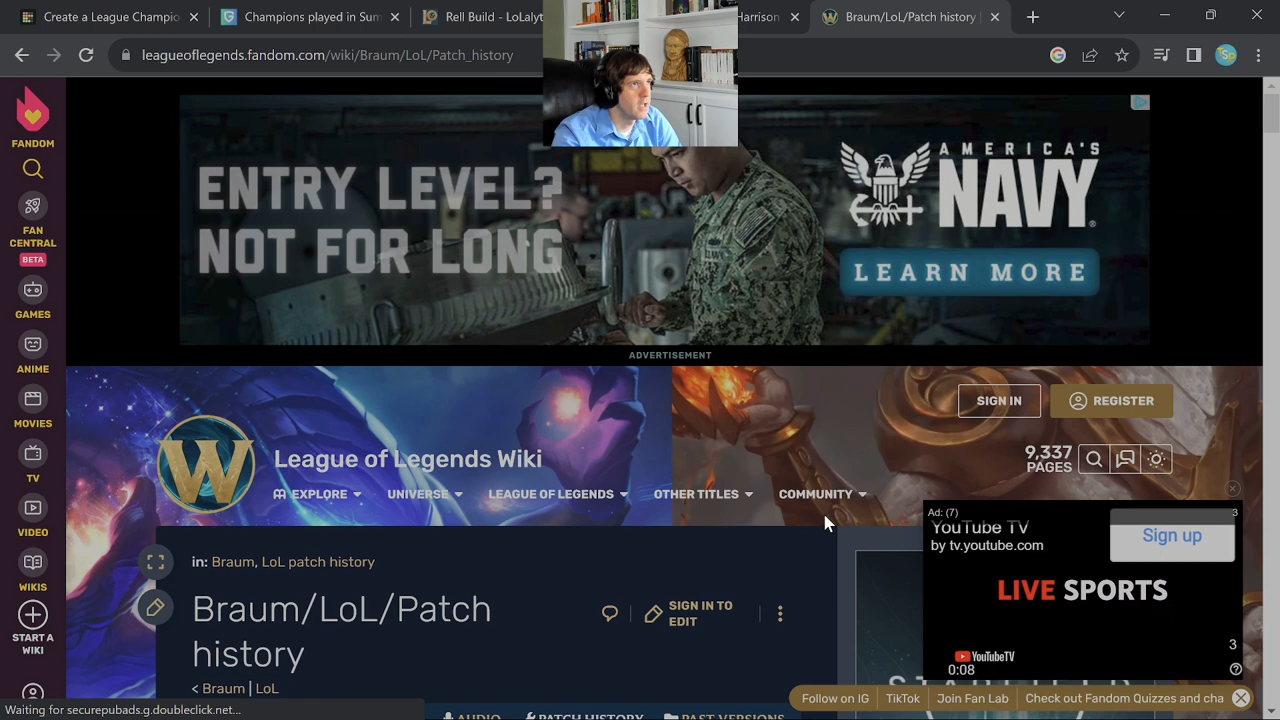 Create a League Champio
Champions played in Sum
Rell Build - LoLalyt
Harrison
Braum/LoL/Patch history
leagueoflegends.fandom.com/wiki/Braum/LoL/Patch_history
FANDOM
FAN
CENTRAL
BETA
GAMES
ANIME
MOVIES
TV
VIDEO
WIKIS
START A
WIKI
ENTRY LEVEL?
NOT FOR LONG
AMERICA'S
NAVY
LEARN MORE
ADVERTISEMENT
SIGN IN
REGISTER
League of Legends Wiki
9,337
PAGES
EXPLORE
UNIVERSE
LEAGUE OF LEGENDS
OTHER TITLES
COMMUNITY
in: Braum, LoL patch history
Braum/LoL/Patch
history
SIGN IN TO
EDIT
< Braum | LoL
AUDIO
PATCH HISTORY
PAST VERSIONS
Ad: (7)
3
YouTube TV
by tv.youtube.com
Sign up
LIVE SPORTS
YouTubeTV
3
0:08
Follow on IG
TikTok
Join Fan Lab
Check out Fandom Quizzes and cha
Waiting for securepubads.g.doubleclick.net...